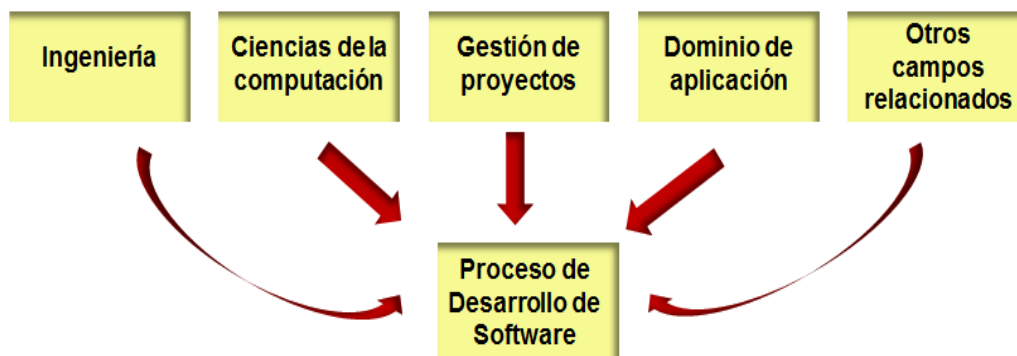 Ingeniería
Ciencias de la
computación
Gestión de
proyectos
Dominio de
aplicación
Otros
campos
relacionados
Proceso de
Desarrollo de
Software